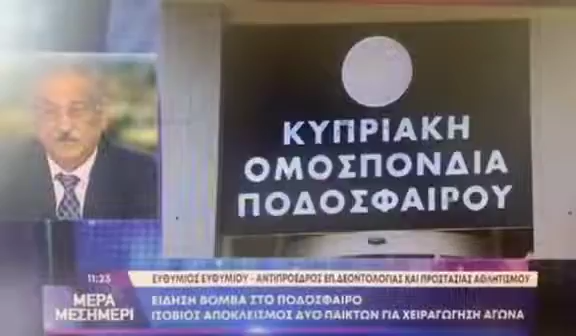 ΚΥΠΡΙΑΚΗ
ΟΜΟΣΠΟΝΔΙΑ
ΠΟΔΟΣΦΑΙΡΟΥ
11:23
ΕΥΘΥΜΙΟΣ ΕΥΘΥΜΙΟΥ - ΑΝΤΙΠΡΟΕΔΡΟΣ ΕΠ.ΔΕΟΝΤΟΛΟΓΙΑΣ ΚΑΙ ΠΡΟΣΤΑΣΙΑΣ ΑΘΛΗΤΙΣΜΟΥ
ΜΕΡΑ
ΜΕΣΗΜΕΡΙ
ΕΙΔΗΣΗ ΒΟΜΒΑ ΣΤΟ ΠΟΔΟΣΦΑΙΡΟ
ΙΣΟΒΙΟΣ ΑΠΟΚΛΕΙΣΜΟΣ ΔΥΟ ΠΑΙΚΤΩΝ ΓΙΑ ΧΕΙΡΑΓΩΓΗΣΗ ΑΓΩΝΑ